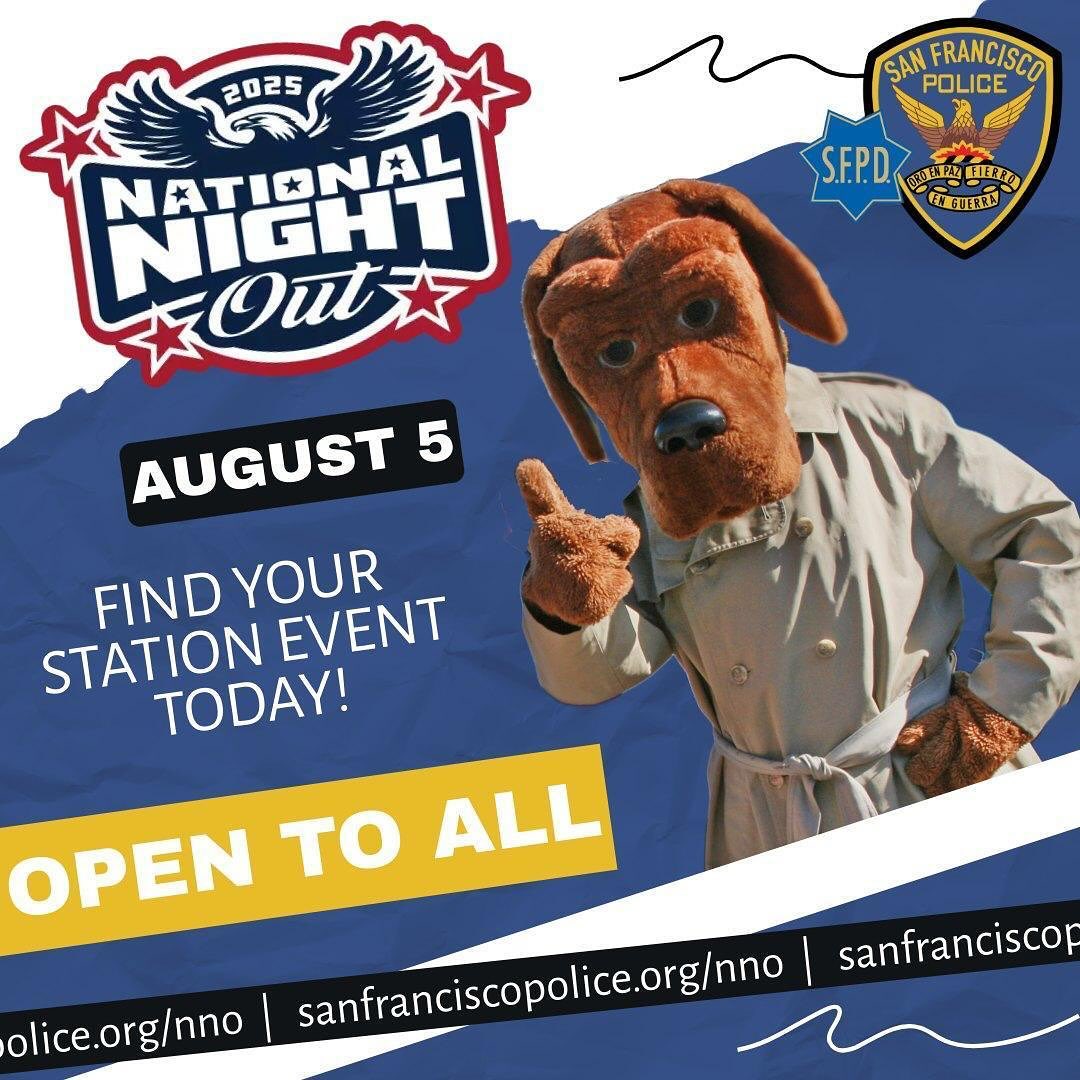 2025
NATIONAL
NIGHT
Out
SAN FRANCISCO
POLICE
S.F.P.D.
ORO EN PAZ FIERRO
EN GUERRA
AUGUST 5
FIND YOUR
STATION EVENT
TODAY!
OPEN TO ALL
police.org/nno | sanfranciscopolice.org/nno | sanfranciscop